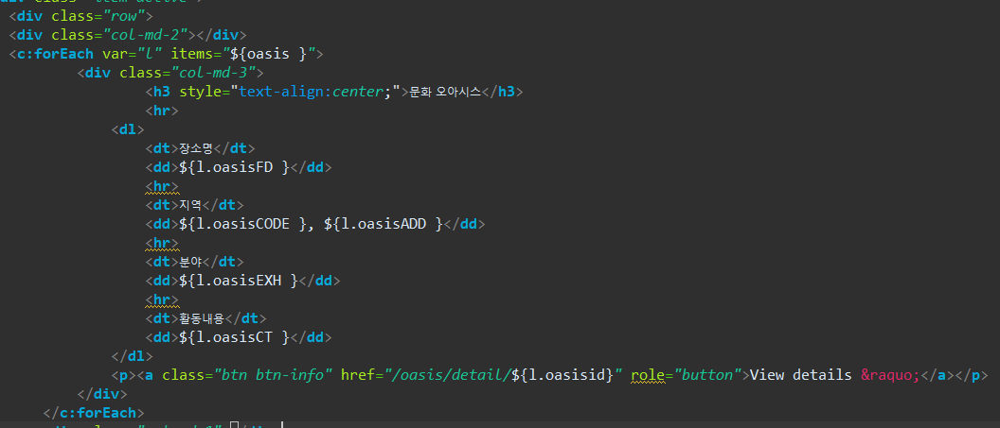 <div class="row">
<div class="col-md-2"></div>
<c:forEach var="l" items="${oasis }">
<div class="col-md-3">
<h3 style="text-align:center;">문화 오아시스</h3>
<hr>
<dl>
<dt>장소명</dt>
<dd>${l.oasisFD }</dd>
<hr>
<dt>지역</dt>
<dd>${l.oasisCODE }, ${l.oasisADD }</dd>
<hr>
<dt>분야</dt>
<dd>${l.oasisEXH }</dd>
<hr>
<dt>활동내용</dt>
<dd>${l.oasisCT }</dd>
</dl>
<p><a class="btn btn-info" href="/oasis/detail/${l.oasisid}" role="button">View details &raquo;</a></p>
</div>
</c:forEach>